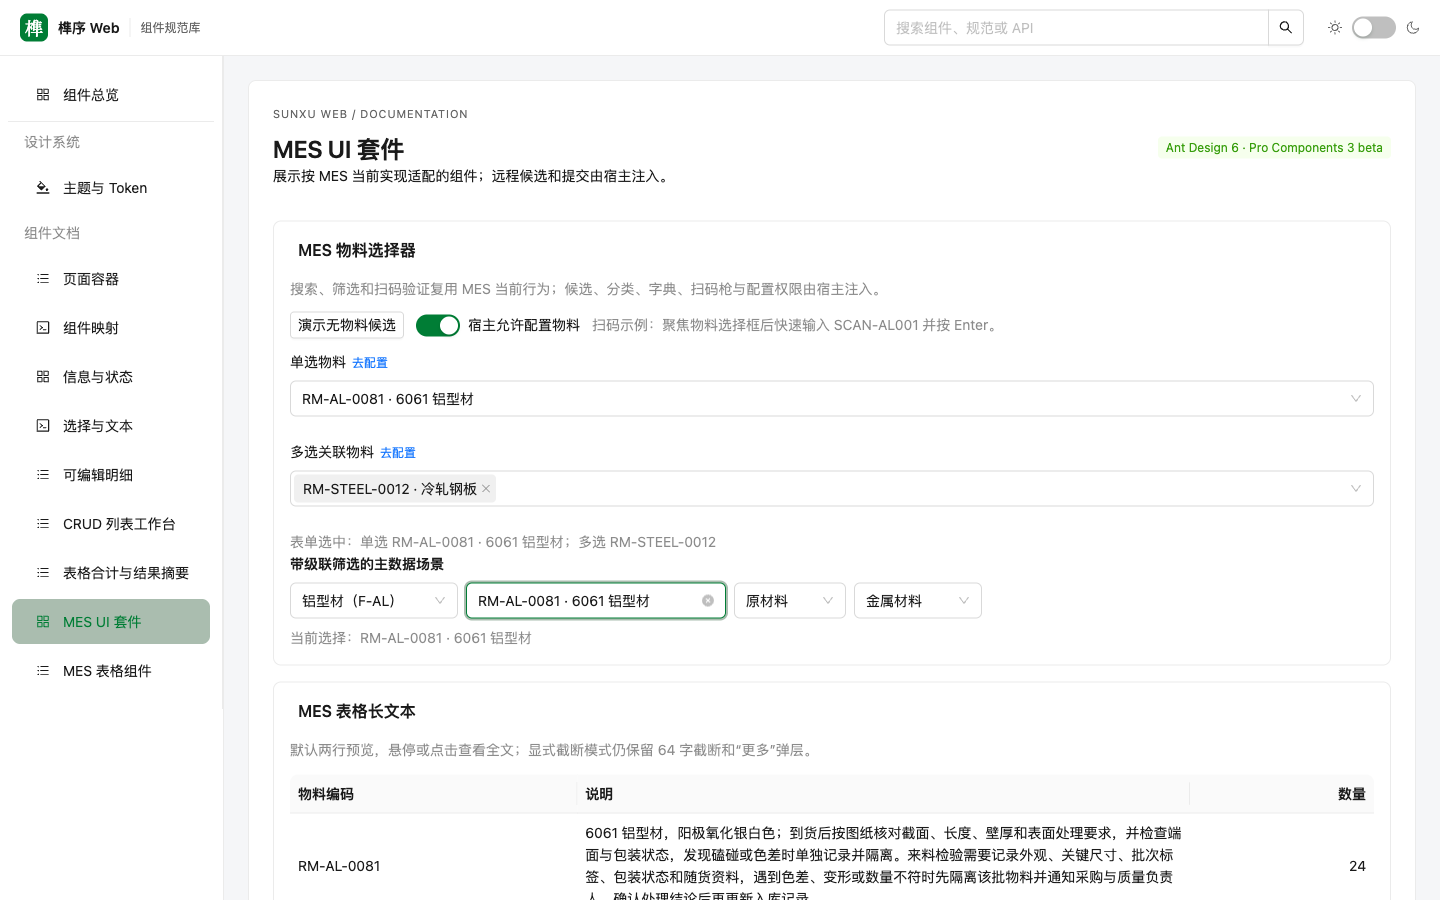 榫 榫序 Web 组件规范库
搜索组件、规范或 API
组件总览
设计系统
主题与 Token
组件文档
页面容器
组件映射
信息与状态
选择与文本
可编辑明细
CRUD 列表工作台
表格合计与结果摘要
MES UI 套件
MES 表格组件
SUNXU WEB / DOCUMENTATION
MES UI 套件
Ant Design 6 · Pro Components 3 beta
展示按 MES 当前实现适配的组件；远程候选和提交由宿主注入。
MES 物料选择器
搜索、筛选和扫码验证复用 MES 当前行为；候选、分类、字典、扫码枪与配置权限由宿主注入。
演示无物料候选 宿主允许配置物料 扫码示例：聚焦物料选择框后快速输入 SCAN-AL001 并按 Enter。
单选物料 去配置
RM-AL-0081 · 6061 铝型材
多选关联物料 去配置
RM-STEEL-0012 · 冷轧钢板
表单选中：单选 RM-AL-0081 · 6061 铝型材；多选 RM-STEEL-0012
带级联筛选的主数据场景
铝型材（F-AL） RM-AL-0081 · 6061 铝型材 原材料 金属材料
当前选择：RM-AL-0081 · 6061 铝型材
MES 表格长文本
默认两行预览，悬停或点击查看全文；显式截断模式仍保留 64 字截断和“更多”弹层。
物料编码 说明 数量
6061 铝型材，阳极氧化银白色；到货后按图纸核对截面、长度、壁厚和表面处理要求，并检查端
面与包装状态，发现磕碰或色差时单独记录并隔离。来料检验需要记录外观、关键尺寸、批次标
RM-AL-0081 24
签、包装状态和随货资料，遇到色差、变形或数量不符时先隔离该批物料并通知采购与质量负责
人，确认处理结论后再更新入库记录